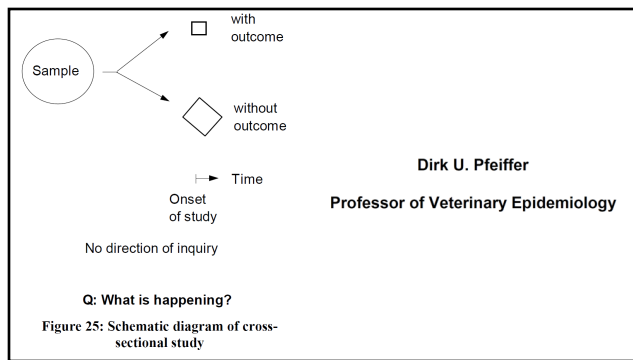 with
outcome
Sample
without
outcome
Time
Onset
of study
No direction of inquiry
Q: What is happening?
Figure 25: Schematic diagram of cross-
sectional study
Dirk U. Pfeiffer
Professor of Veterinary Epidemiology